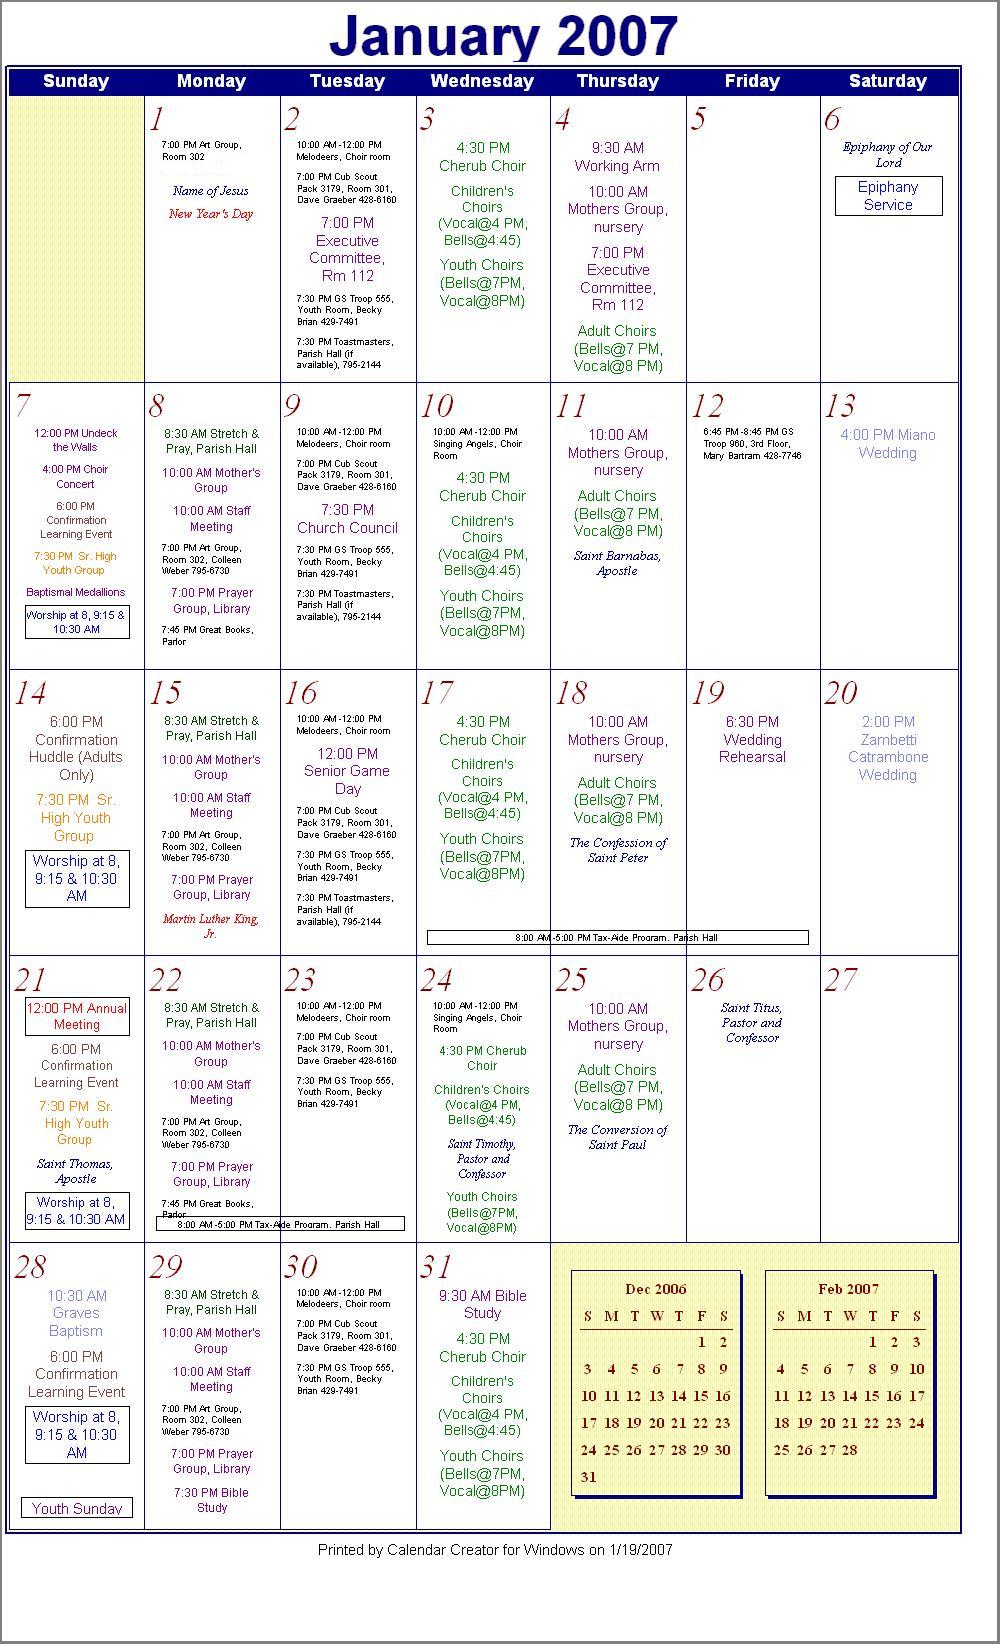 January 2007
Sunday Monday Tuesday Wednesday Thursday Friday Saturday
1
7:00 PM Art Group,
Room 302
Name of Jesus
New Year's Day
2
10:00 AM-12:00 PM
Melodeers, Choir room
7:00 PM Cub Scout
Pack 3179, Room 301,
Dave Graeber 428-6160
7:00 PM
Executive
Committee,
Rm 112
7:30 PM GS Troop 555,
Youth Room, Becky
Brian 429-7491
7:30 PM Toastmasters,
Parish Hall (if
available), 795-2144
3
4:30 PM
Cherub Choir
Children's
Choirs
(Vocal@4 PM,
Bells@4:45)
Youth Choirs
(Bells@7PM,
Vocal@8PM)
4
9:30 AM
Working Arm
10:00 AM
Mothers Group,
nursery
7:00 PM
Executive
Committee,
Rm 112
Adult Choirs
(Bells@7 PM,
Vocal@8 PM)
5
6
Epiphany of Our
Lord
Epiphany
Service
7
12:00 PM Undeck
the Walls
4:00 PM Choir
Concert
6:00 PM
Confirmation
Learning Event
7:30 PM Sr. High
Youth Group
Baptismal Medallions
Worship at 8, 9:15 &
10:30 AM
8
8:30 AM Stretch &
Pray, Parish Hall
10:00 AM Mother's
Group
10:00 AM Staff
Meeting
7:00 PM Art Group,
Room 302, Colleen
Weber 795-6730
7:00 PM Prayer
Group, Library
7:45 PM Great Books,
Parlor
9
10:00 AM-12:00 PM
Melodeers, Choir room
7:00 PM Cub Scout
Pack 3179, Room 301,
Dave Graeber 428-6160
7:30 PM
Church Council
7:30 PM GS Troop 555,
Youth Room, Becky
Brian 429-7491
7:30 PM Toastmasters,
Parish Hall (if
available), 795-2144
10
10:00 AM-12:00 PM
Singing Angels, Choir
Room
4:30 PM
Cherub Choir
Children's
Choirs
(Vocal@4 PM,
Bells@4:45)
Youth Choirs
(Bells@7PM,
Vocal@8PM)
11
10:00 AM
Mothers Group,
nursery
Adult Choirs
(Bells@7 PM,
Vocal@8 PM)
Saint Barnabas,
Apostle
12
6:45 PM-8:45 PM GS
Troop 960, 3rd Floor,
Mary Bartram 428-7746
13
4:00 PM Miano
Wedding
14
6:00 PM
Confirmation
Huddle (Adults
Only)
7:30 PM Sr.
High Youth
Group
Worship at 8,
9:15 & 10:30
AM
15
8:30 AM Stretch &
Pray, Parish Hall
10:00 AM Mother's
Group
10:00 AM Staff
Meeting
7:00 PM Art Group,
Room 302, Colleen
Weber 795-6730
7:00 PM Prayer
Group, Library
Martin Luther King,
Jr.
16
10:00 AM-12:00 PM
Melodeers, Choir room
12:00 PM
Senior Game
Day
7:00 PM Cub Scout
Pack 3179, Room 301,
Dave Graeber 428-6160
7:30 PM GS Troop 555,
Youth Room, Becky
Brian 429-7491
7:30 PM Toastmasters,
Parish Hall (if
available), 795-2144
17
4:30 PM
Cherub Choir
Children's
Choirs
(Vocal@4 PM,
Bells@4:45)
Youth Choirs
(Bells@7PM,
Vocal@8PM)
18
10:00 AM
Mothers Group,
nursery
Adult Choirs
(Bells@7 PM,
Vocal@8 PM)
The Confession of
Saint Peter
19
6:30 PM
Wedding
Rehearsal
8:00 AM-5:00 PM Tax-Aide Program, Parish Hall
20
2:00 PM
Zambetti
Catrambone
Wedding
21
12:00 PM Annual
Meeting
6:00 PM
Confirmation
Learning Event
7:30 PM Sr.
High Youth
Group
Saint Thomas,
Apostle
Worship at 8,
9:15 & 10:30 AM
22
8:30 AM Stretch &
Pray, Parish Hall
10:00 AM Mother's
Group
10:00 AM Staff
Meeting
7:00 PM Art Group,
Room 302, Colleen
Weber 795-6730
7:00 PM Prayer
Group, Library
7:45 PM Great Books,
Parlor
8:00 AM-5:00 PM Tax-Aide Program, Parish Hall
23
10:00 AM-12:00 PM
Melodeers, Choir room
7:00 PM Cub Scout
Pack 3179, Room 301,
Dave Graeber 428-6160
7:30 PM GS Troop 555,
Youth Room, Becky
Brian 429-7491
24
10:00 AM-12:00 PM
Singing Angels, Choir
Room
4:30 PM Cherub
Choir
Children's Choirs
(Vocal@4 PM,
Bells@4:45)
Saint Timothy,
Pastor and
Confessor
Youth Choirs
(Bells@7PM,
Vocal@8PM)
25
10:00 AM
Mothers Group,
nursery
Adult Choirs
(Bells@7 PM,
Vocal@8 PM)
The Conversion of
Saint Paul
26
Saint Titus,
Pastor and
Confessor
27
28
10:30 AM
Graves
Baptism
6:00 PM
Confirmation
Learning Event
Worship at 8,
9:15 & 10:30
AM
Youth Sunday
29
8:30 AM Stretch &
Pray, Parish Hall
10:00 AM Mother's
Group
10:00 AM Staff
Meeting
7:00 PM Art Group,
Room 302, Colleen
Weber 795-6730
7:00 PM Prayer
Group, Library
7:30 PM Bible
Study
30
10:00 AM-12:00 PM
Melodeers, Choir room
7:00 PM Cub Scout
Pack 3179, Room 301,
Dave Graeber 428-6160
7:30 PM GS Troop 555,
Youth Room, Becky
Brian 429-7491
31
9:30 AM Bible
Study
4:30 PM
Cherub Choir
Children's
Choirs
(Vocal@4 PM,
Bells@4:45)
Youth Choirs
(Bells@7PM,
Vocal@8PM)
Dec 2006
S M T W T F S
1 2
3 4 5 6 7 8 9
10 11 12 13 14 15 16
17 18 19 20 21 22 23
24 25 26 27 28 29 30
31
Feb 2007
S M T W T F S
1 2 3
4 5 6 7 8 9 10
11 12 13 14 15 16 17
18 19 20 21 22 23 24
25 26 27 28
Printed by Calendar Creator for Windows on 1/19/2007